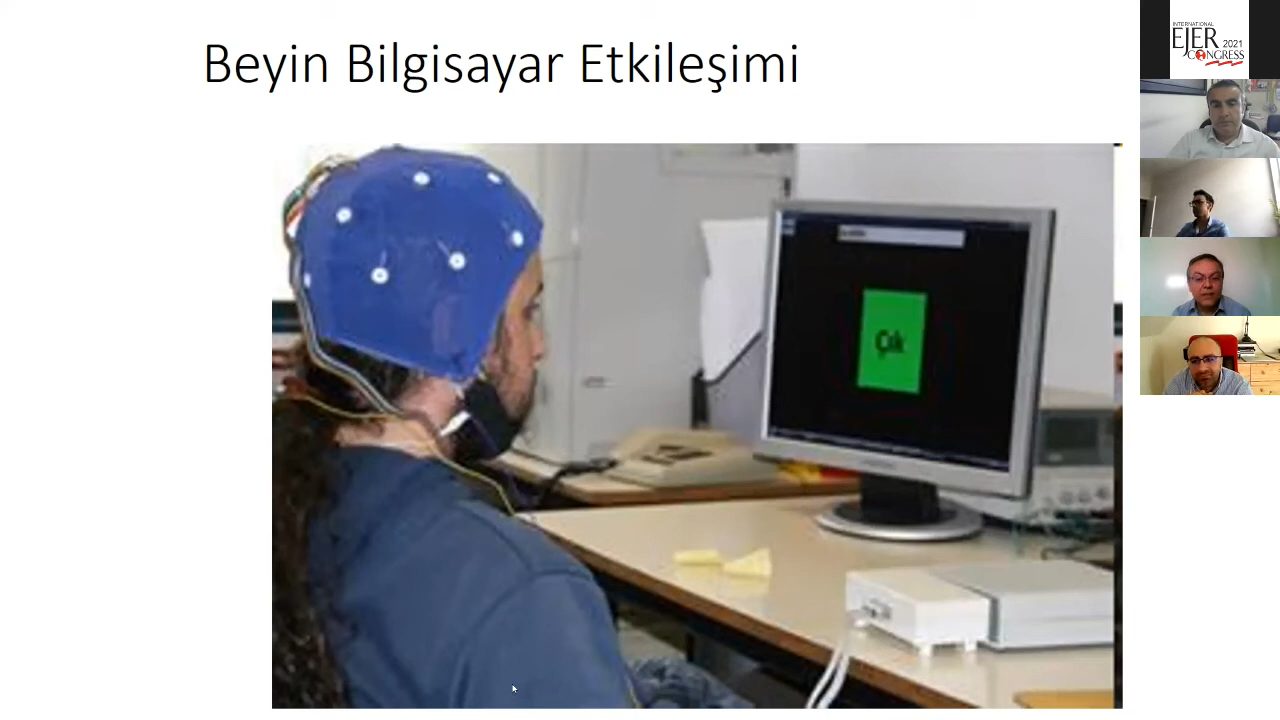 Beyin Bilgisayar Etkileşimi
INTERNATIONAL
EJER
2021
CONGRESS
Çık